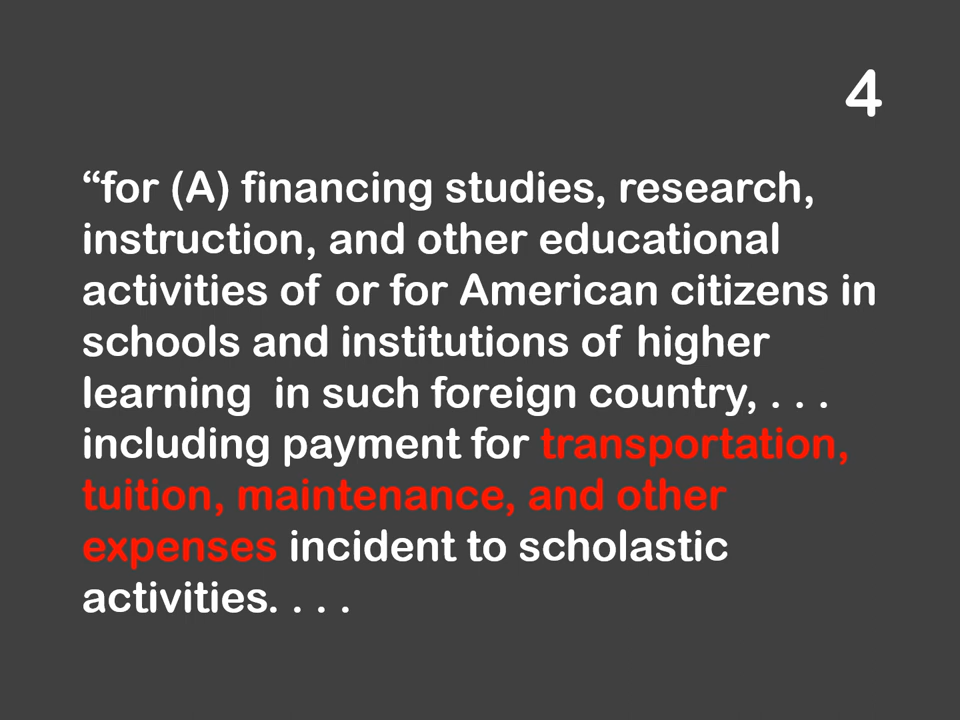 4
“for (A) financing studies, research,
instruction, and other educational
activities of or for American citizens in
schools and institutions of higher
learning  in such foreign country, . . .
including payment for transportation,
tuition, maintenance, and other
expenses incident to scholastic
activities. . . .